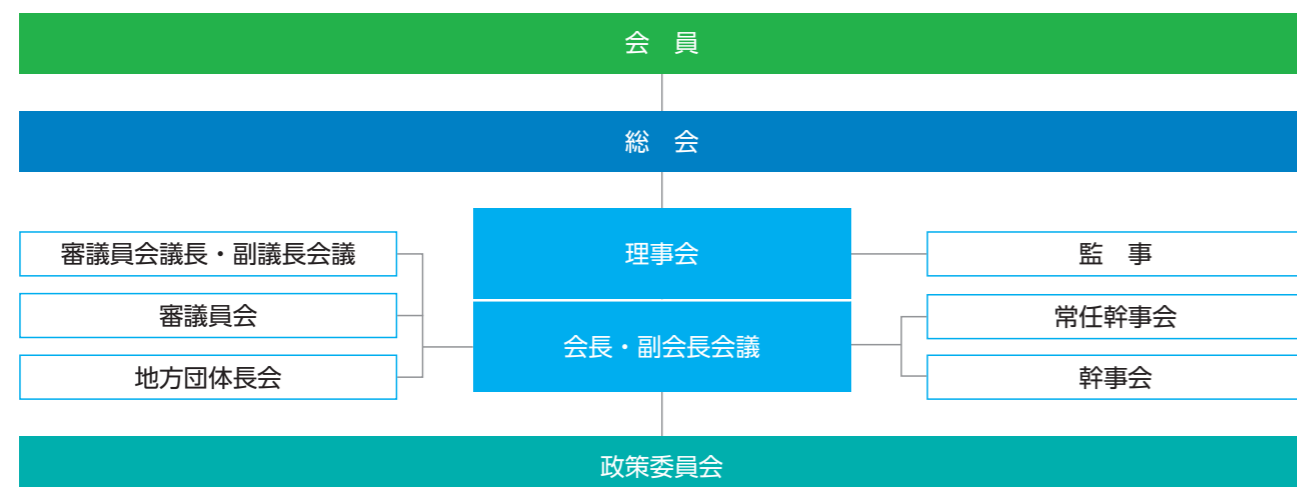 会　員
総　会
理事会
会長・副会長会議
審議員会議長・副議長会議
審議員会
地方団体長会
監　事
常任幹事会
幹事会
政策委員会